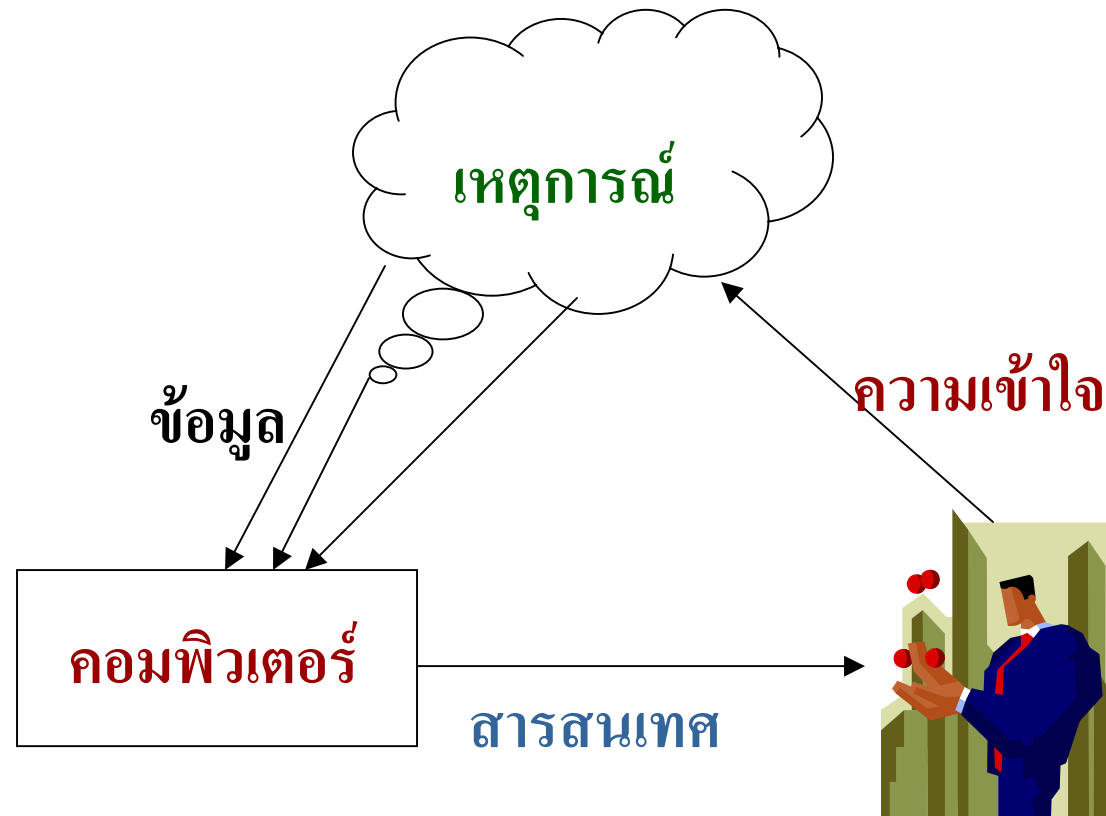 เหตุการณ์
ความเข้าใจ
ข้อมูล
คอมพิวเตอร์
สารสนเทศ